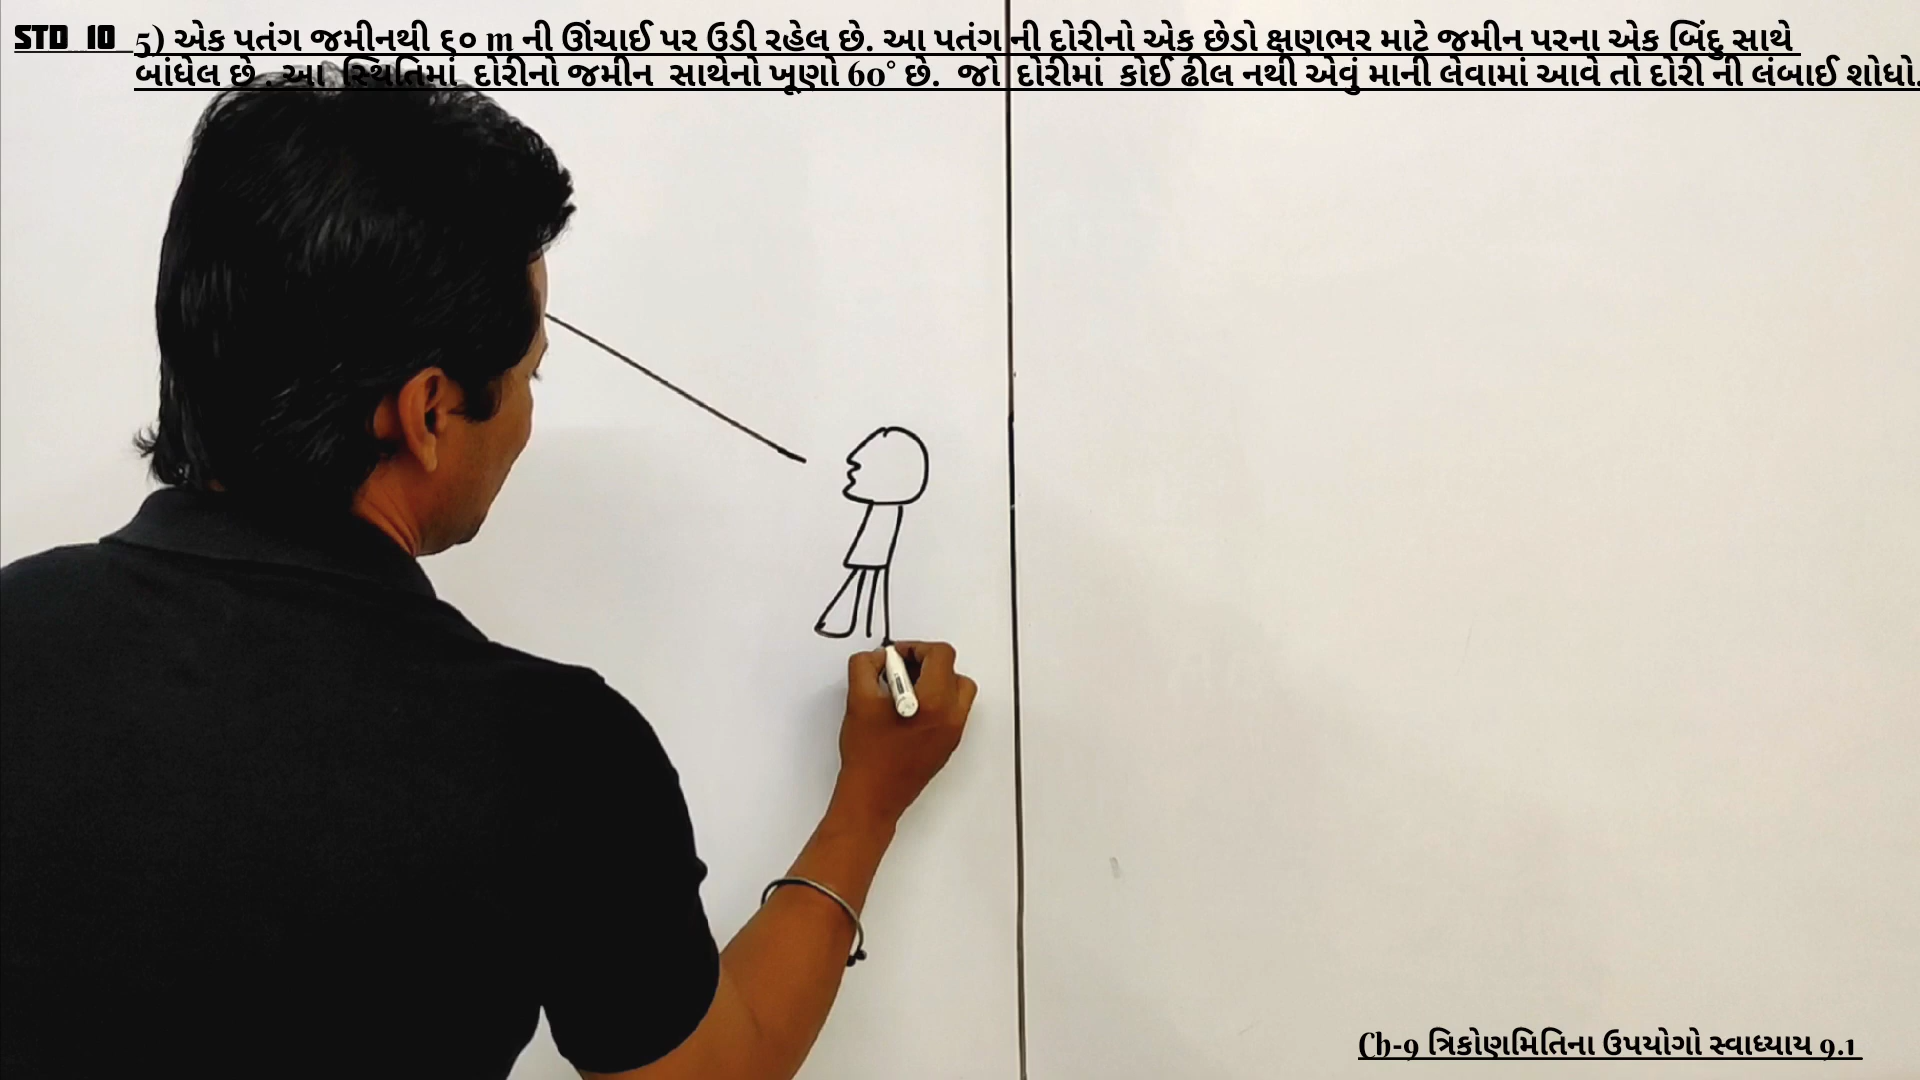 STD 10 5) એક પતંગ જમીનથી ૬૦ m ની ઊંચાઈ પર ઉડી રહેલ છે. આ પતંગ ની દોરીનો એક છેડો ક્ષણભર માટે જમીન પરના એક બિંદુ સાથે
બાંધેલ છે . આ સ્થિતિમાં દોરીનો જમીન સાથેનો ખૂણો 60° છે. જો દોરીમાં કોઈ ઢીલ નથી એવું માની લેવામાં આવે તો દોરી ની લંબાઈ શોધો.
Ch-9 ત્રિકોણમિતિના ઉપયોગો સ્વાધ્યાય 9.1